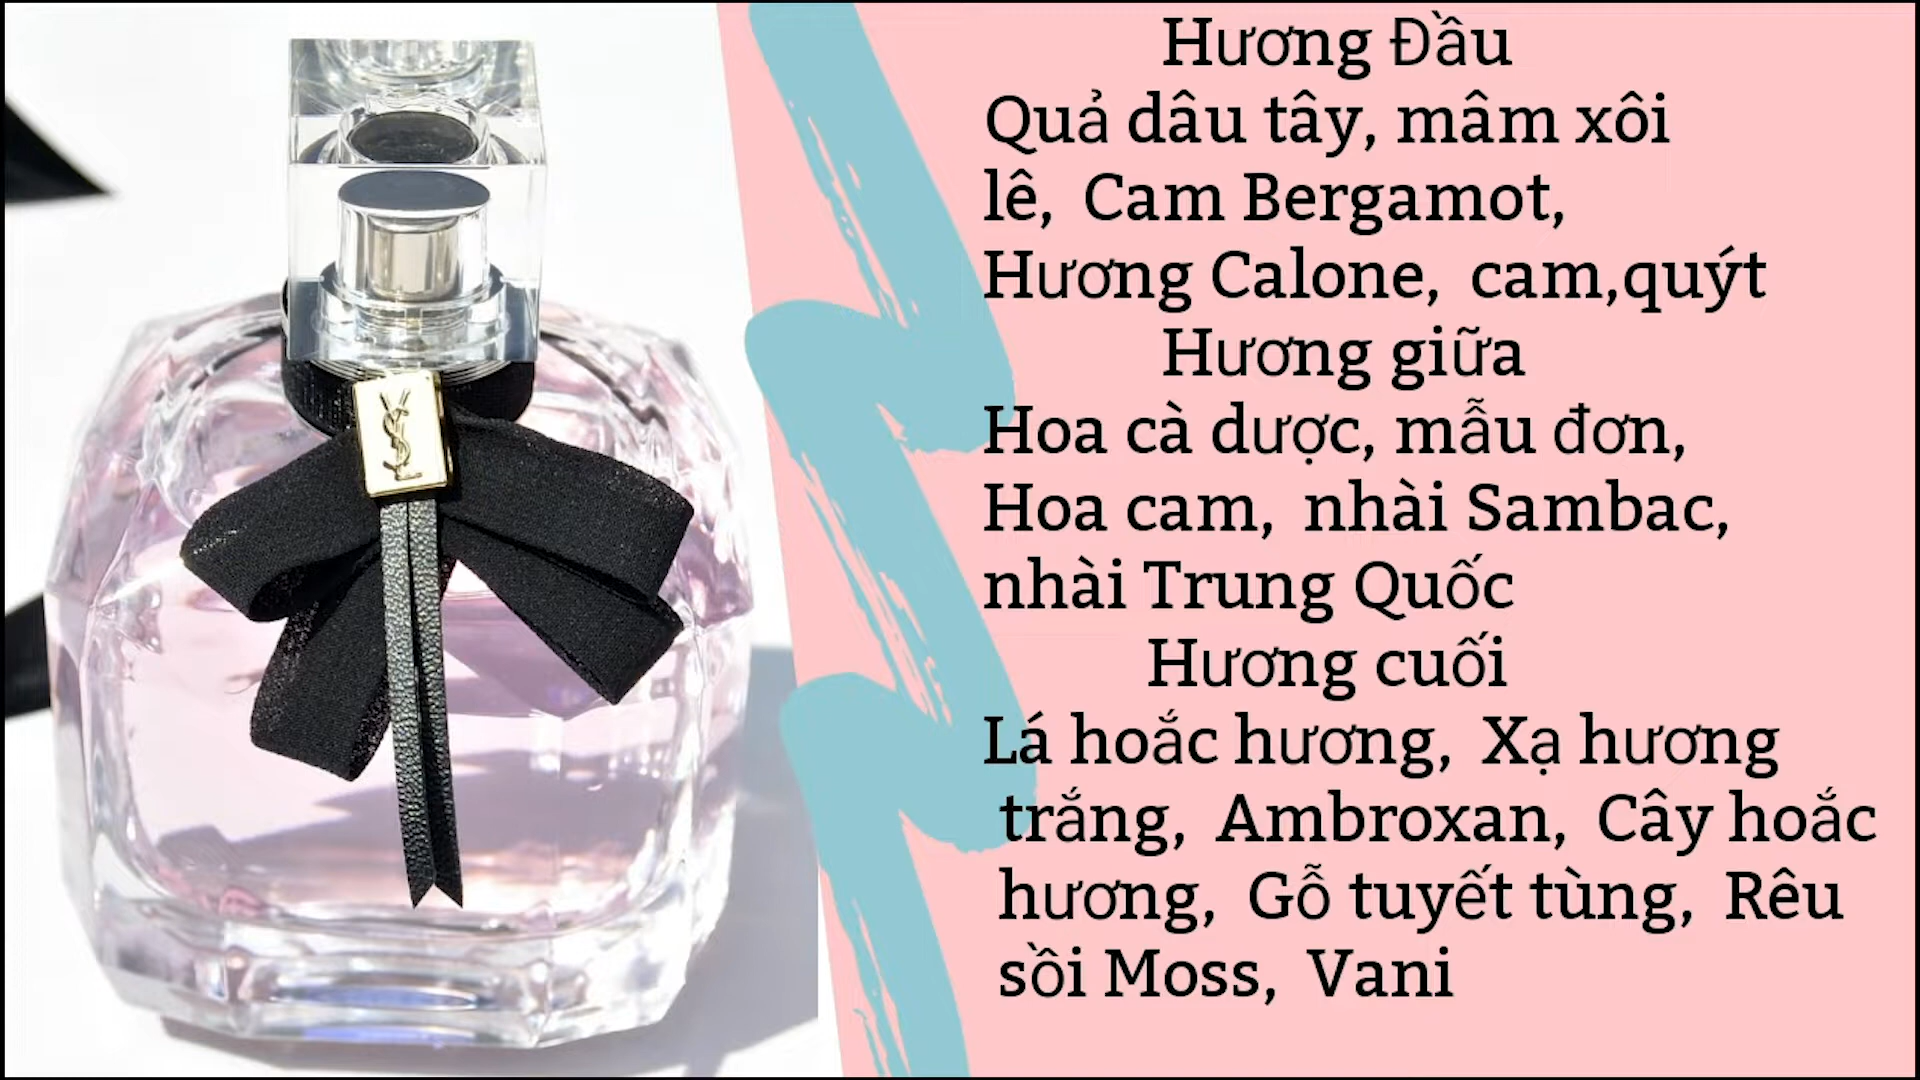 YSL
Hương Đầu
Quả dâu tây, mâm xôi
lê, Cam Bergamot,
Hương Calone, cam,quýt
Hương giữa
Hoa cà dược, mẫu đơn,
Hoa cam, nhài Sambac,
nhài Trung Quốc
Hương cuối
Lá hoắc hương, Xạ hương
trắng, Ambroxan, Cây hoắc
hương, Gỗ tuyết tùng, Rêu
sồi Moss, Vani